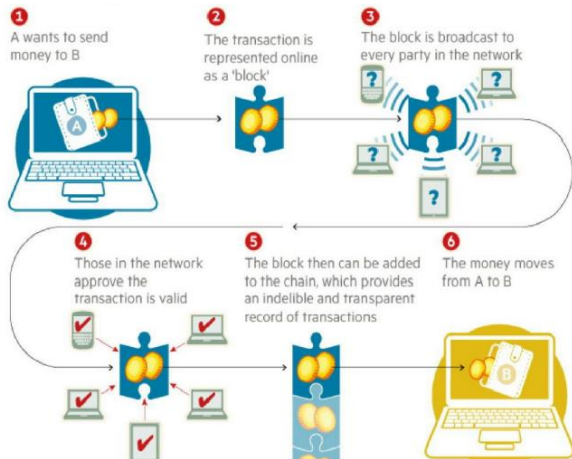 1
A wants to send
money to B
2
The transaction is
represented online
as a 'block'
3
The block is broadcast to
every party in the network
A
?
?
?
?
?
4
Those in the network
approve the
transaction is valid
5
The block then can be added
to the chain, which provides
an indelible and transparent
record of transactions
6
The money moves
from A to B
B